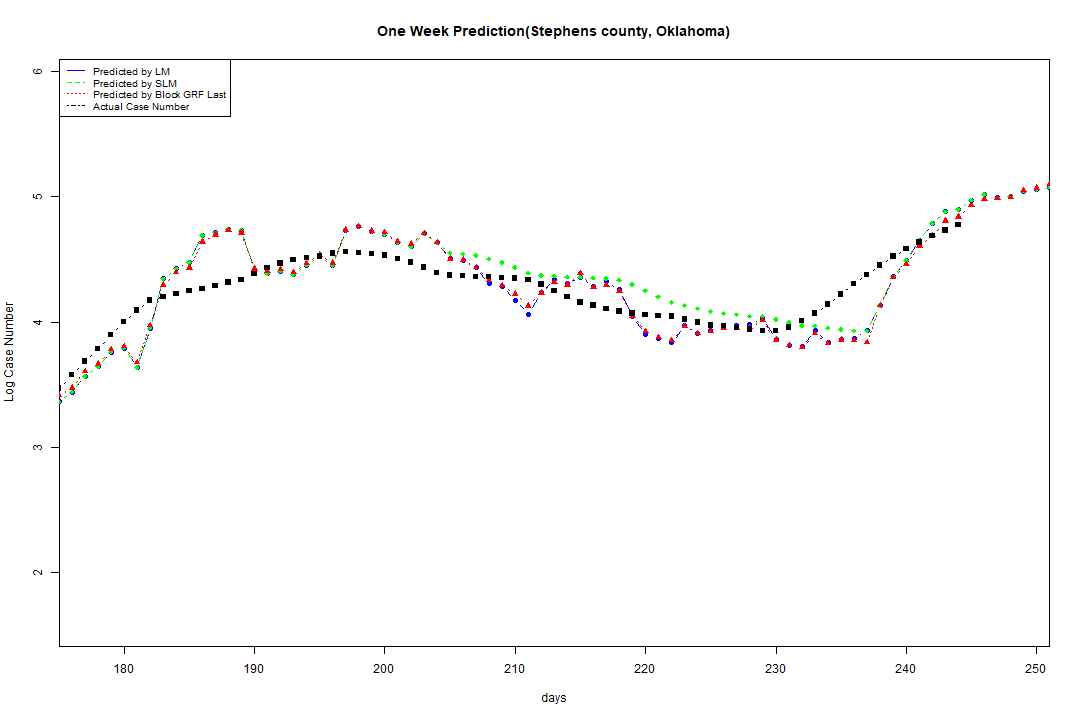 One Week Prediction(Stephens county, Oklahoma)
Predicted by LM
Predicted by SLM
Predicted by Block GRF Last
Actual Case Number
6
5
4
3
2
Log Case Number
180 190 200 210 220 230 240 250
days